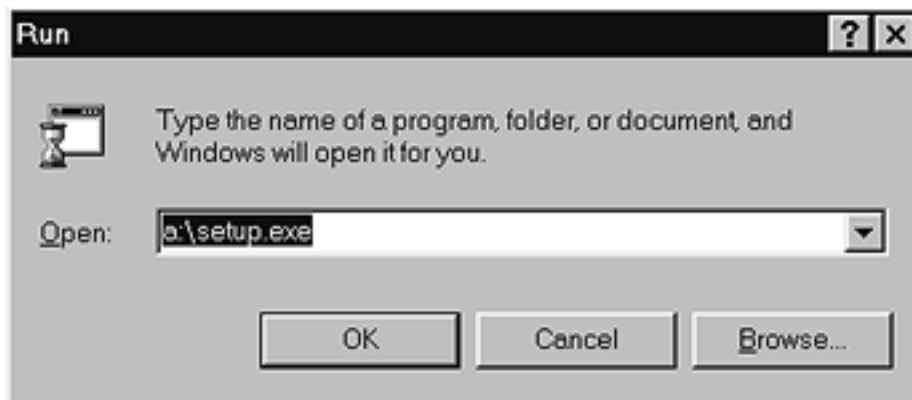 Run
Type the name of a program, folder, or document, and
Windows will open it for you.
Open: a:\setup.exe
OK Cancel Browse...